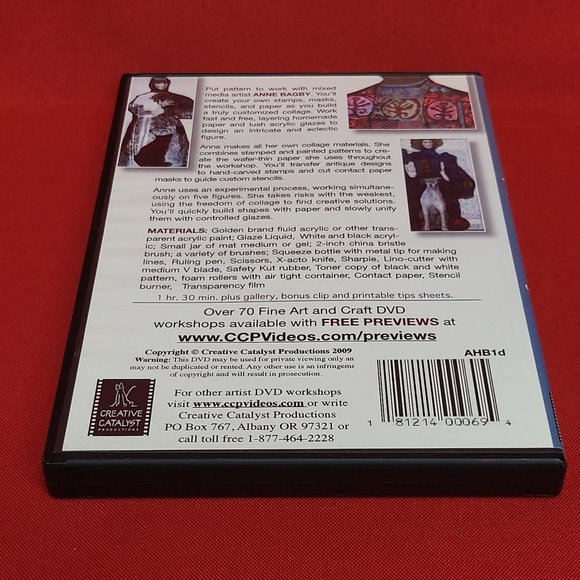 Put pattern to work with mixed
media artist ANNE BAGBY. You'll
create your own stamps, masks,
stencils, and paper as you build
a truly customized collage. Work
fast and free, layering homemade
paper and lush acrylic glazes to
design an intricate and eclectic
figure.
Anne makes all her own collage materials. She
combines stamped and painted patterns to cre-
ate the wafer-thin paper she uses throughout
the workshop. You'll transfer antique designs
to hand-carved stamps and cut contact paper
masks to guide custom stencils.
Anne uses an experimental process, working simultane-
ously on five figures. She takes risks with the weakest,
using the freedom of collage to find creative solutions.
You'll quickly build shapes with paper and slowly unify
them with controlled glazes.
MATERIALS: Golden brand fluid acrylic or other trans-
parent acrylic paint; Glaze Liquid, White and black acryl-
ic; Small jar of mat medium or gel; 2-inch china bristle
brush; a variety of brushes; Squeeze bottle with metal tip for making
lines, Ruling pen, Scissors, X-acto knife, Sharpie, Lino-cutter with
medium V blade, Safety Kut rubber, Toner copy of black and white
pattern, foam rollers with air tight container, Contact paper, Stencil
burner, Transparency film
1 hr. 30 min. plus gallery, bonus clip and printable tips sheets.
Over 70 Fine Art and Craft DVD
workshops available with FREE PREVIEWS at
www.CCPVideos.com/previews
Copyright © Creative Catalyst Productions 2009
AHB1d
Warning: This DVD may be used for private viewing only an
may not be duplicated or rented. Any other use is an infringeme
of copyright and will result in prosecution.
For other artist DVD workshops
visit www.ccpvideos.com or write
Creative Catalyst Productions
PO Box 767, Albany OR 97321 or
call toll free 1-877-464-2228
CREATIVE
CATALYST
PRODUCTIONS
1 81214 00069 4